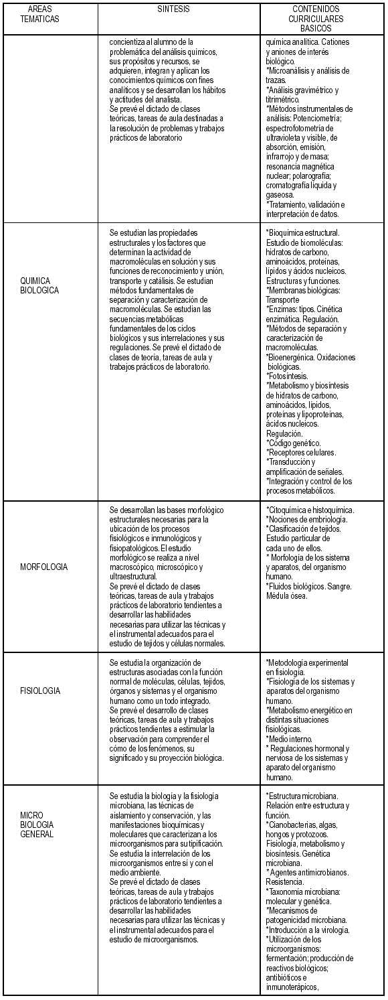 AREAS
TEMATICAS
SINTESIS
CONTENIDOS
CURRICULARES
BASICOS
concientiza al alumno de la
problemática del análisis químicos,
sus propósitos y recursos, se
adquieren, integran y aplican los
conocimientos químicos con fines
analíticos y se desarrollan los hábitos
y actitudes del analista.
Se prevé el dictado de clases
teóricas, tareas de aula destinadas a
la resolución de problemas y trabajos
prácticos de laboratorio
química analítica. Cationes
y aniones de interés
biológico.
*Microanálisis y análisis de
trazas.
*Análisis gravimétrico y
titrimétrico.
*Métodos instrumentales de
análisis: Potenciometría;
espectrofotometría de
ultravioleta y visible, de
absorción, emisión,
infrarrojo y de masa;
resonancia magnética
nuclear; polarografía;
cromatografía líquida y
gaseosa.
*Tratamiento, validación e
interpretación de datos.
QUIMICA
BIOLOGICA
Se estudian las propiedades
estructurales y los factores que
determinan la actividad de
macromoléculas en solución y sus
funciones de reconocimiento y unión,
transporte y catálisis. Se estudian
métodos fundamentales de
separación y caracterización de
macromoléculas. Se estudian las
secuencias metabólicas
fundamentales de los ciclos
biológicos y sus interrelaciones y sus
regulaciones. Se prevé el dictado de
clases de teoría, tareas de aula y
trabajos prácticos de laboratorio.
*Bioquímica estructural.
Estudio de biomoléculas:
hidratos de carbono,
aminoácidos, proteínas,
lípidos y ácidos nucleicos.
Estructuras y funciones.
*Membranas biológicas:
Transporte
*Enzimas: tipos. Cinética
enzimática. Regulación.
*Métodos de separación y
caracterización de
macromoléculas.
*Bioenergénica. Oxidaciones
biológicas.
*Fotosíntesis.
*Metabolismo y biosíntesis
de hidratos de carbono,
aminoácidos, lípidos,
proteínas y lipoproteínas,
ácidos nucleicos.
Regulación.
*Código genético.
*Receptores celulares.
*Transducción y
amplificación de señales.
*Integración y control de los
procesos metabólicos.
MORFOLOGIA
Se desarrollan las bases morfológico
estructurales necesarias para la
ubicación de los procesos
fisiológicos e inmunológicos y
fisiopatológicos. El estudio
morfológico se realiza a nivel
macroscópico, microscópico y
ultraestructural.
Se prevé el dictado de clases
teóricas, tareas de aula y trabajos
prácticos de laboratorio tendientes a
desarrollar las habilidades
necesarias para utilizar las técnicas y
el instrumental adecuados para el
estudio de tejidos y células normales.
*Citoquímica e histoquímica.
*Nociones de embriología.
*Clasificación de tejidos.
Estudio particular de
cada uno de ellos.
* Morfología de los sistema
y aparatos, del organismo
humano.
*Fluidos biológicos. Sangre.
Médula ósea.
FISIOLOGIA
Se estudia la organización de
estructuras asociadas con la función
normal de moléculas, células, tejidos,
órganos y sistemas y el organismo
humano como un todo integrado.
Se prevé el desarrollo de clases
teóricas, tareas de aula y trabajos
prácticos tendientes a estimular la
observación para comprender el
cómo de los fenómenos, su
significado y su proyección biológica.
*Metodología experimental
en fisiología.
*Fisiología de los sistemas y
aparatos del organismo
humano.
*Metabolismo energético en
distintas situaciones
fisiológicas.
*Medio interno.
* Regulaciones hormonal y
nerviosa de los sistemas y
aparato del organismo
humano.
MICRO
BIOLOGIA
GENERAL
Se estudia la biología y la fisiología
microbiana, las técnicas de
aislamiento y conservación, y las
manifestaciones bioquímicas y
moleculares que caracterizan a los
microorganismos para su tipificación.
Se estudia la interrelación de los
microorganismos entre sí y con el
medio ambiente.
Se prevé el dictado de clases
teóricas, tareas de aula y trabajos
prácticos de laboratorio tendientes a
desarrollar las habilidades
necesarias para utilizar las técnicas y
el instrumental adecuados para el
estudio de microorganismos.
*Estructura microbiana.
Relación entre estructura y
función.
*Cianobacterias, algas,
hongos y protozoos.
Fisiología, metabolismo y
biosíntesis. Genética
microbiana.
* Agentes antimicrobianos.
Resistencia.
*Taxonomía microbiana:
molecular y genética.
*Mecanismos de
patogenicidad microbiana.
*Introducción a la virología.
*Utilización de los
microorganismos:
fermentación; producción de
reactivos biológicos;
antibióticos e
inmunoterápicos,